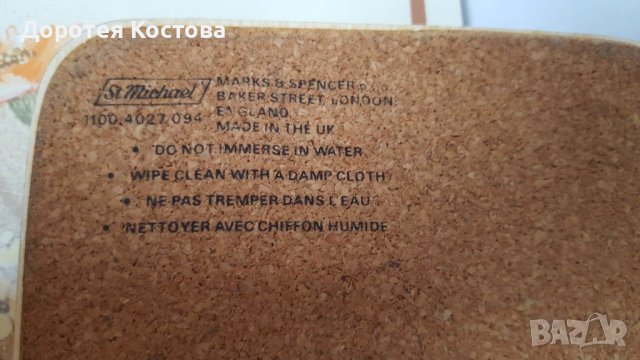 Доротея Костова
St Michael
1100.4027.094
MARKS & SPENCER
BAKER STREET, LONDON,
ENGLAND
MADE IN THE UK
• DO NOT IMMERSE IN WATER
• WIPE CLEAN WITH A DAMP CLOTH
• NE PAS TREMPER DANS L'EAU
• NETTOYER AVEC CHIFFON HUMIDE
BAZAR